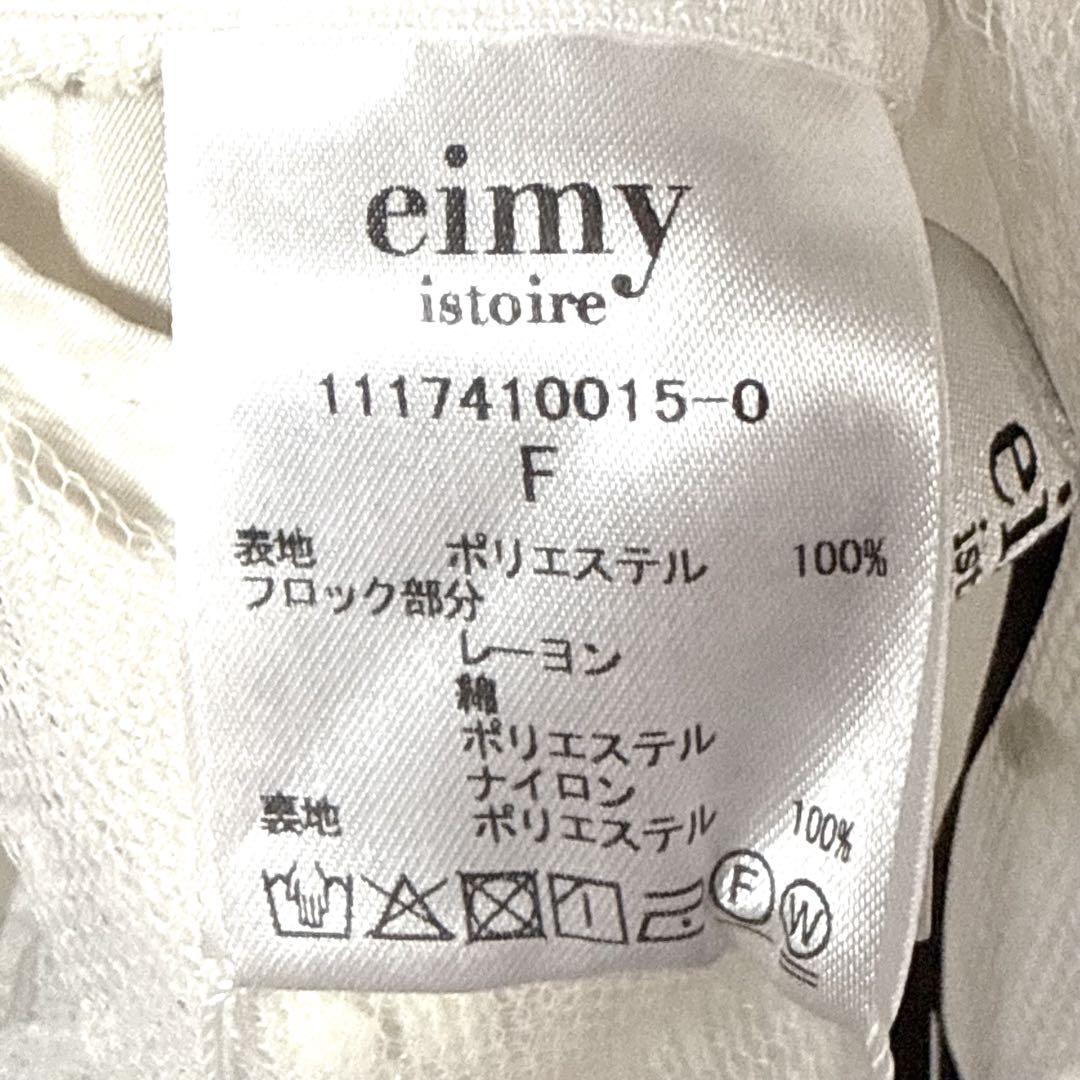 eimy
istoire
1117410015-0
F
表地 ポリエステル 100%
フロック部分
レーヨン
綿
ポリエステル
ナイロン
裏地 ポリエステル 100%
F W
ei
ist